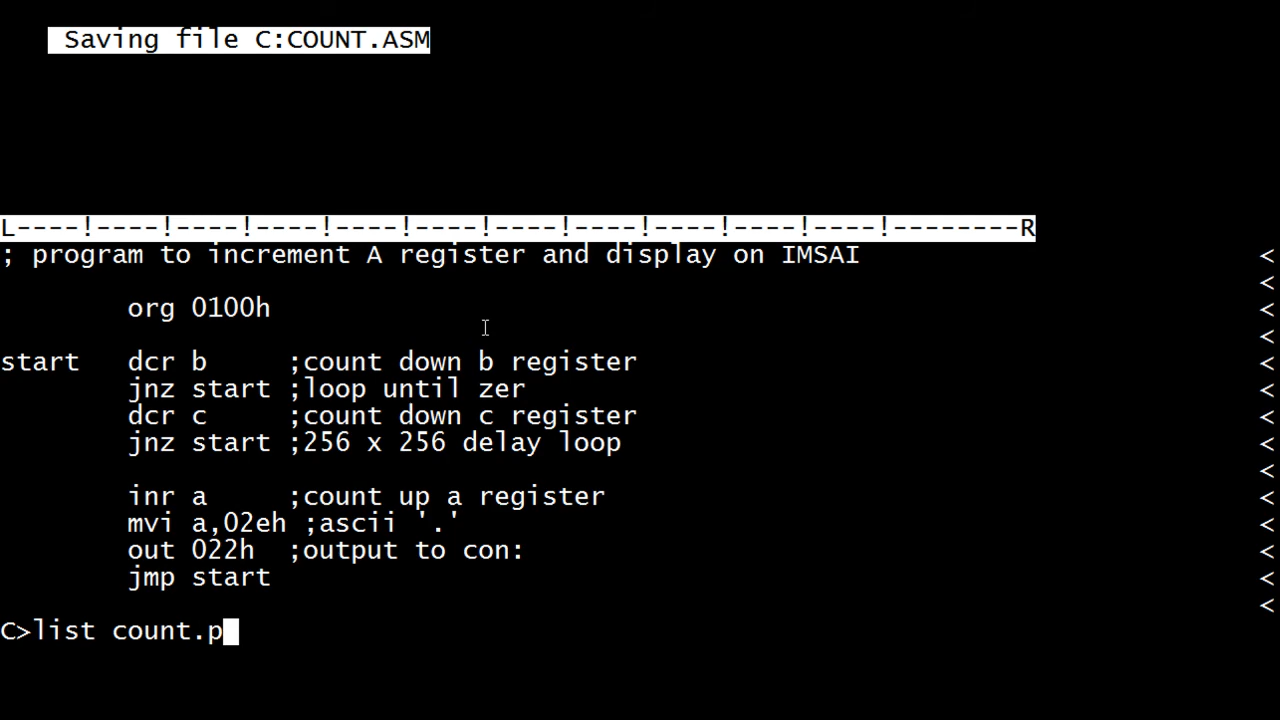 Saving file C:COUNT.ASM
L----!----!----!----!----!----!----!----!----!----!----!--------R
; program to increment A register and display on IMSAI <
<
org 0100h <
<
start dcr b ;count down b register <
jnz start ;loop until zer <
dcr c ;count down c register <
jnz start ;256 x 256 delay loop <
<
inr a ;count up a register <
mvi a,02eh ;ascii '.' <
out 022h ;output to con: <
jmp start <
<
C>list count.p